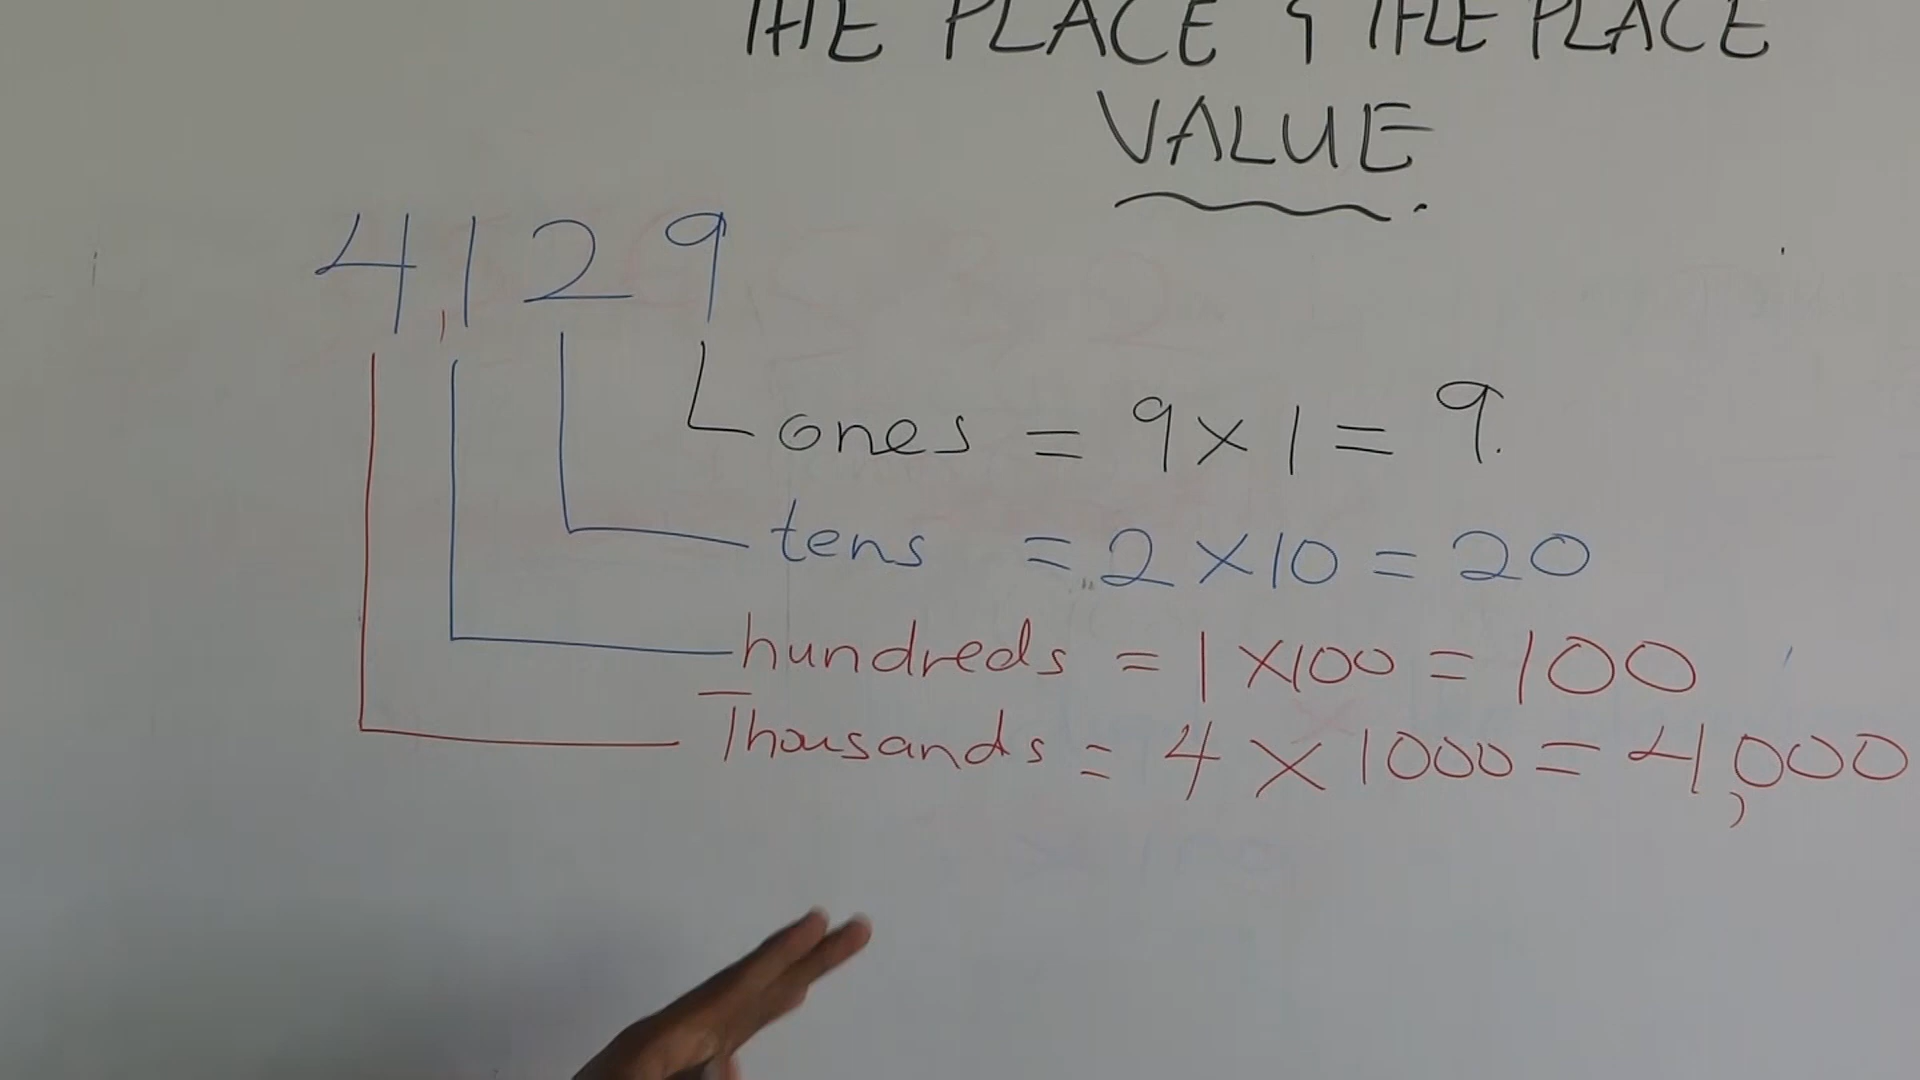 THE PLACE & THE PLACE
VALUE.
4,129
ones = 9 × 1 = 9.
tens = 2 × 10 = 20
hundreds = 1 × 100 = 100
Thousands = 4 × 1000 = 4,000